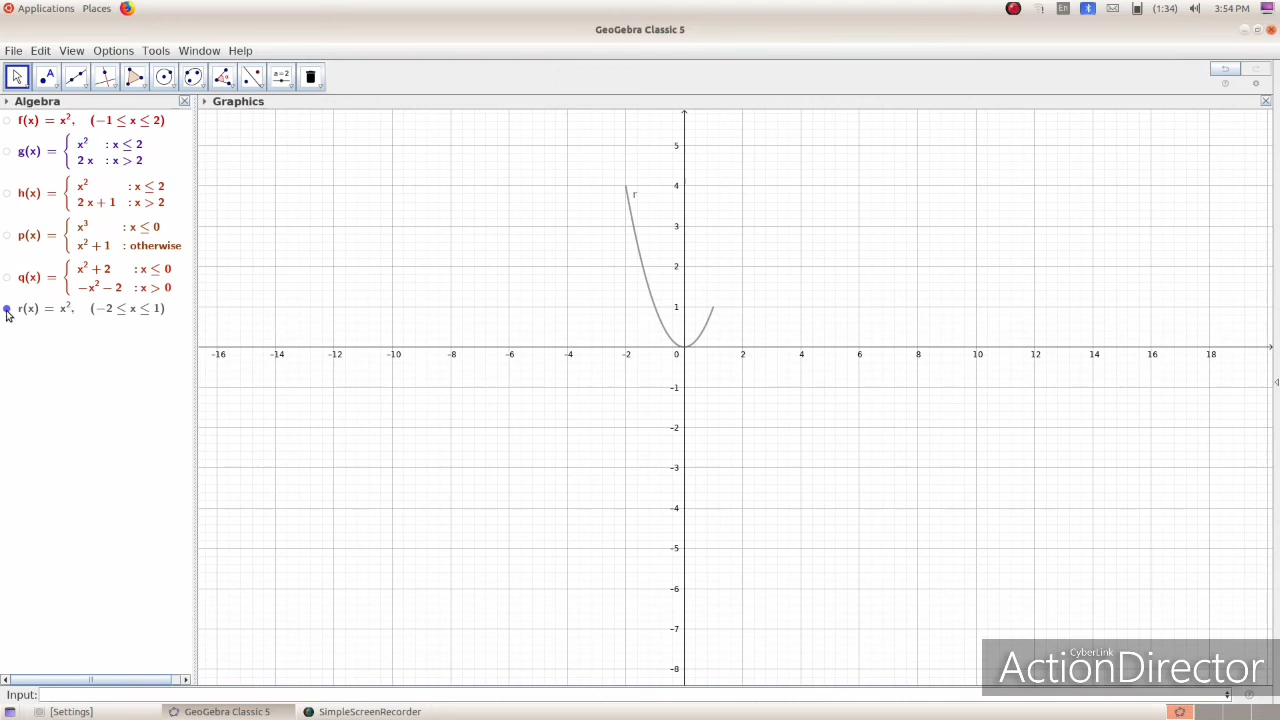 Applications Places En (1:34) 3:54 PM
GeoGebra Classic 5
File Edit View Options Tools Window Help
A a=2
Algebra
Graphics
f(x) = x², (−1 ≤ x ≤ 2)
g(x) = { x² : x ≤ 2
2 x : x > 2
h(x) = { x² : x ≤ 2
2 x + 1 : x > 2
p(x) = { x³ : x ≤ 0
x² + 1 : otherwise
q(x) = { x² + 2 : x ≤ 0
−x² − 2 : x > 0
r(x) = x², (−2 ≤ x ≤ 1)
r
5
4
3
2
1
-16 -14 -12 -10 -8 -6 -4 -2 0 2 4 6 8 10 12 14 16 18
-1
-2
-3
-4
-5
-6
-7
-8
CyberLink
ActionDirector
Input:
[Settings] GeoGebra Classic 5 SimpleScreenRecorder